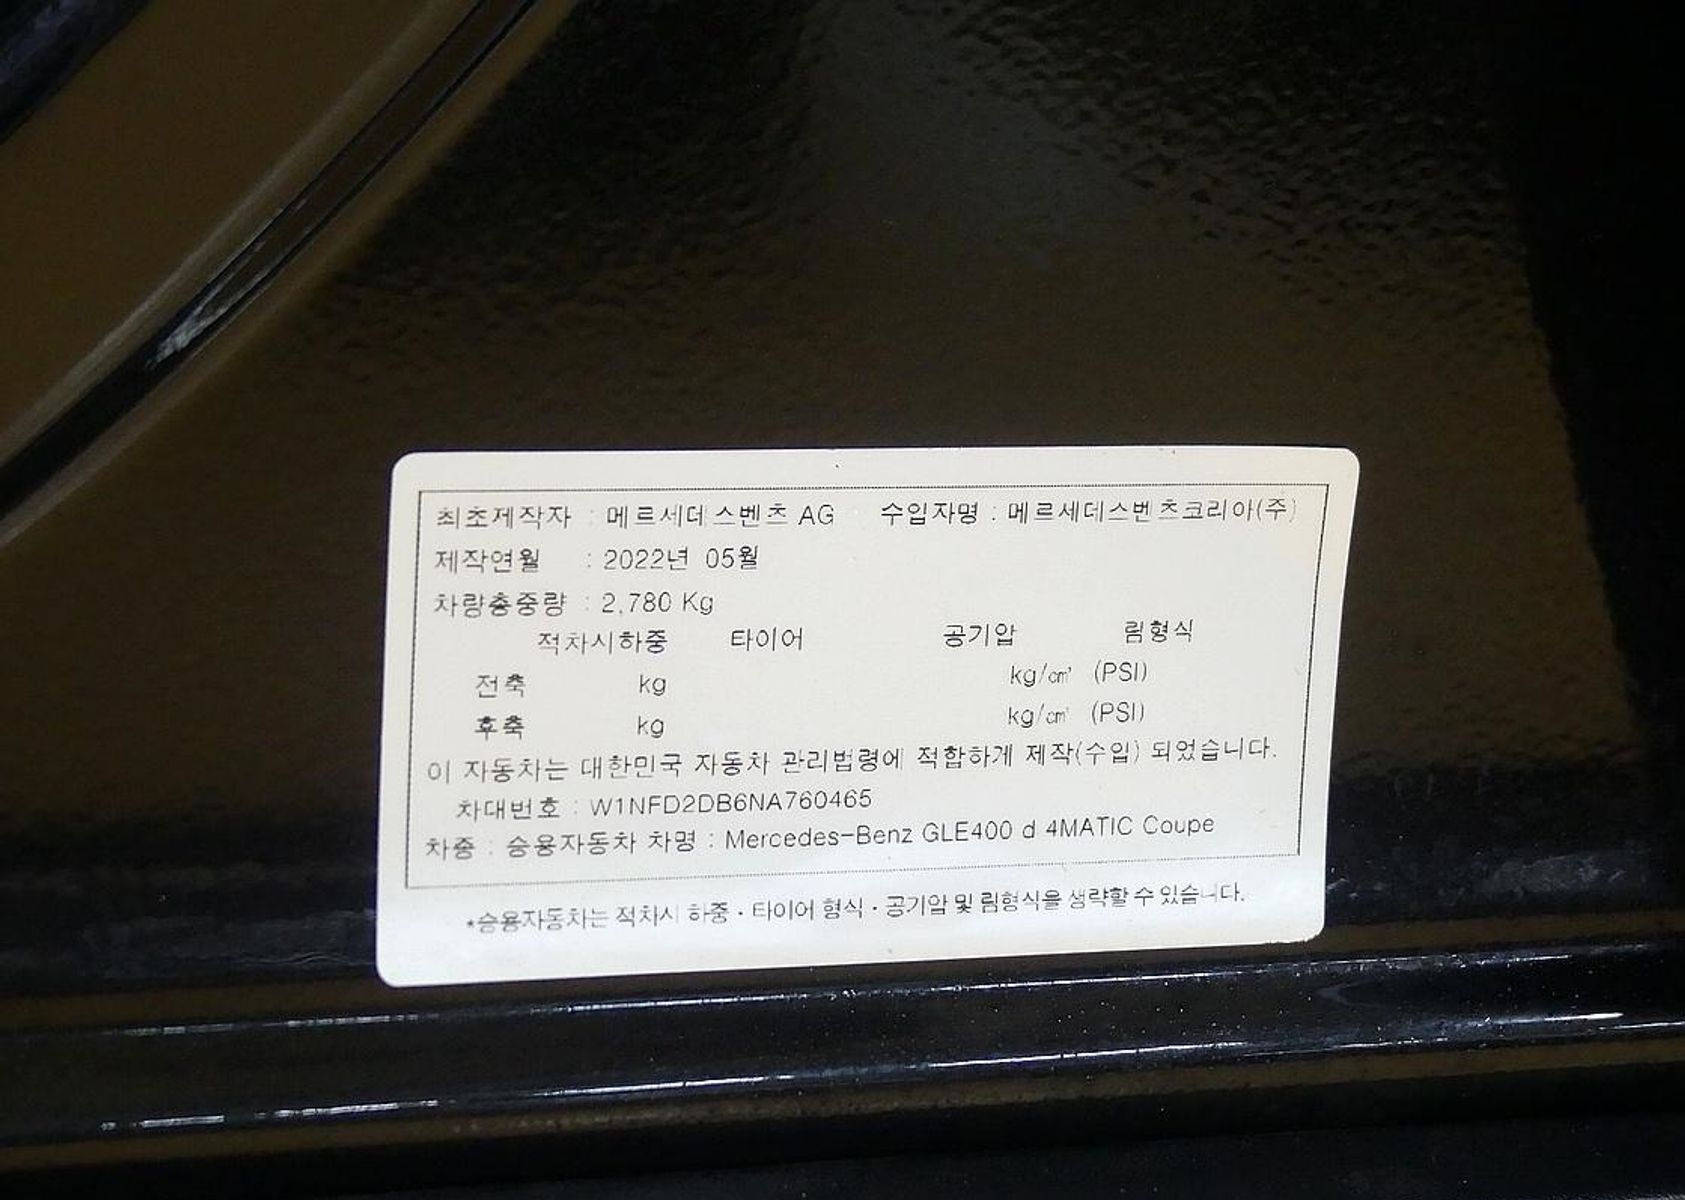 최초제작자 : 메르세데스벤츠 AG 수입자명 : 메르세데스벤츠코리아(주)
제작연월 : 2022년 05월
차량총중량 : 2,780 Kg
적차시하중 타이어 공기압 림형식
전축 kg kg/㎠ (PSI)
후축 kg kg/㎠ (PSI)
이 자동차는 대한민국 자동차 관리법령에 적합하게 제작(수입) 되었습니다.
차대번호 : W1NFD2DB6NA760465
차종 : 승용자동차 차명 : Mercedes-Benz GLE400 d 4MATIC Coupe
*승용자동차는 적차시 하중·타이어 형식·공기압 및 림형식을 생략할 수 있습니다.